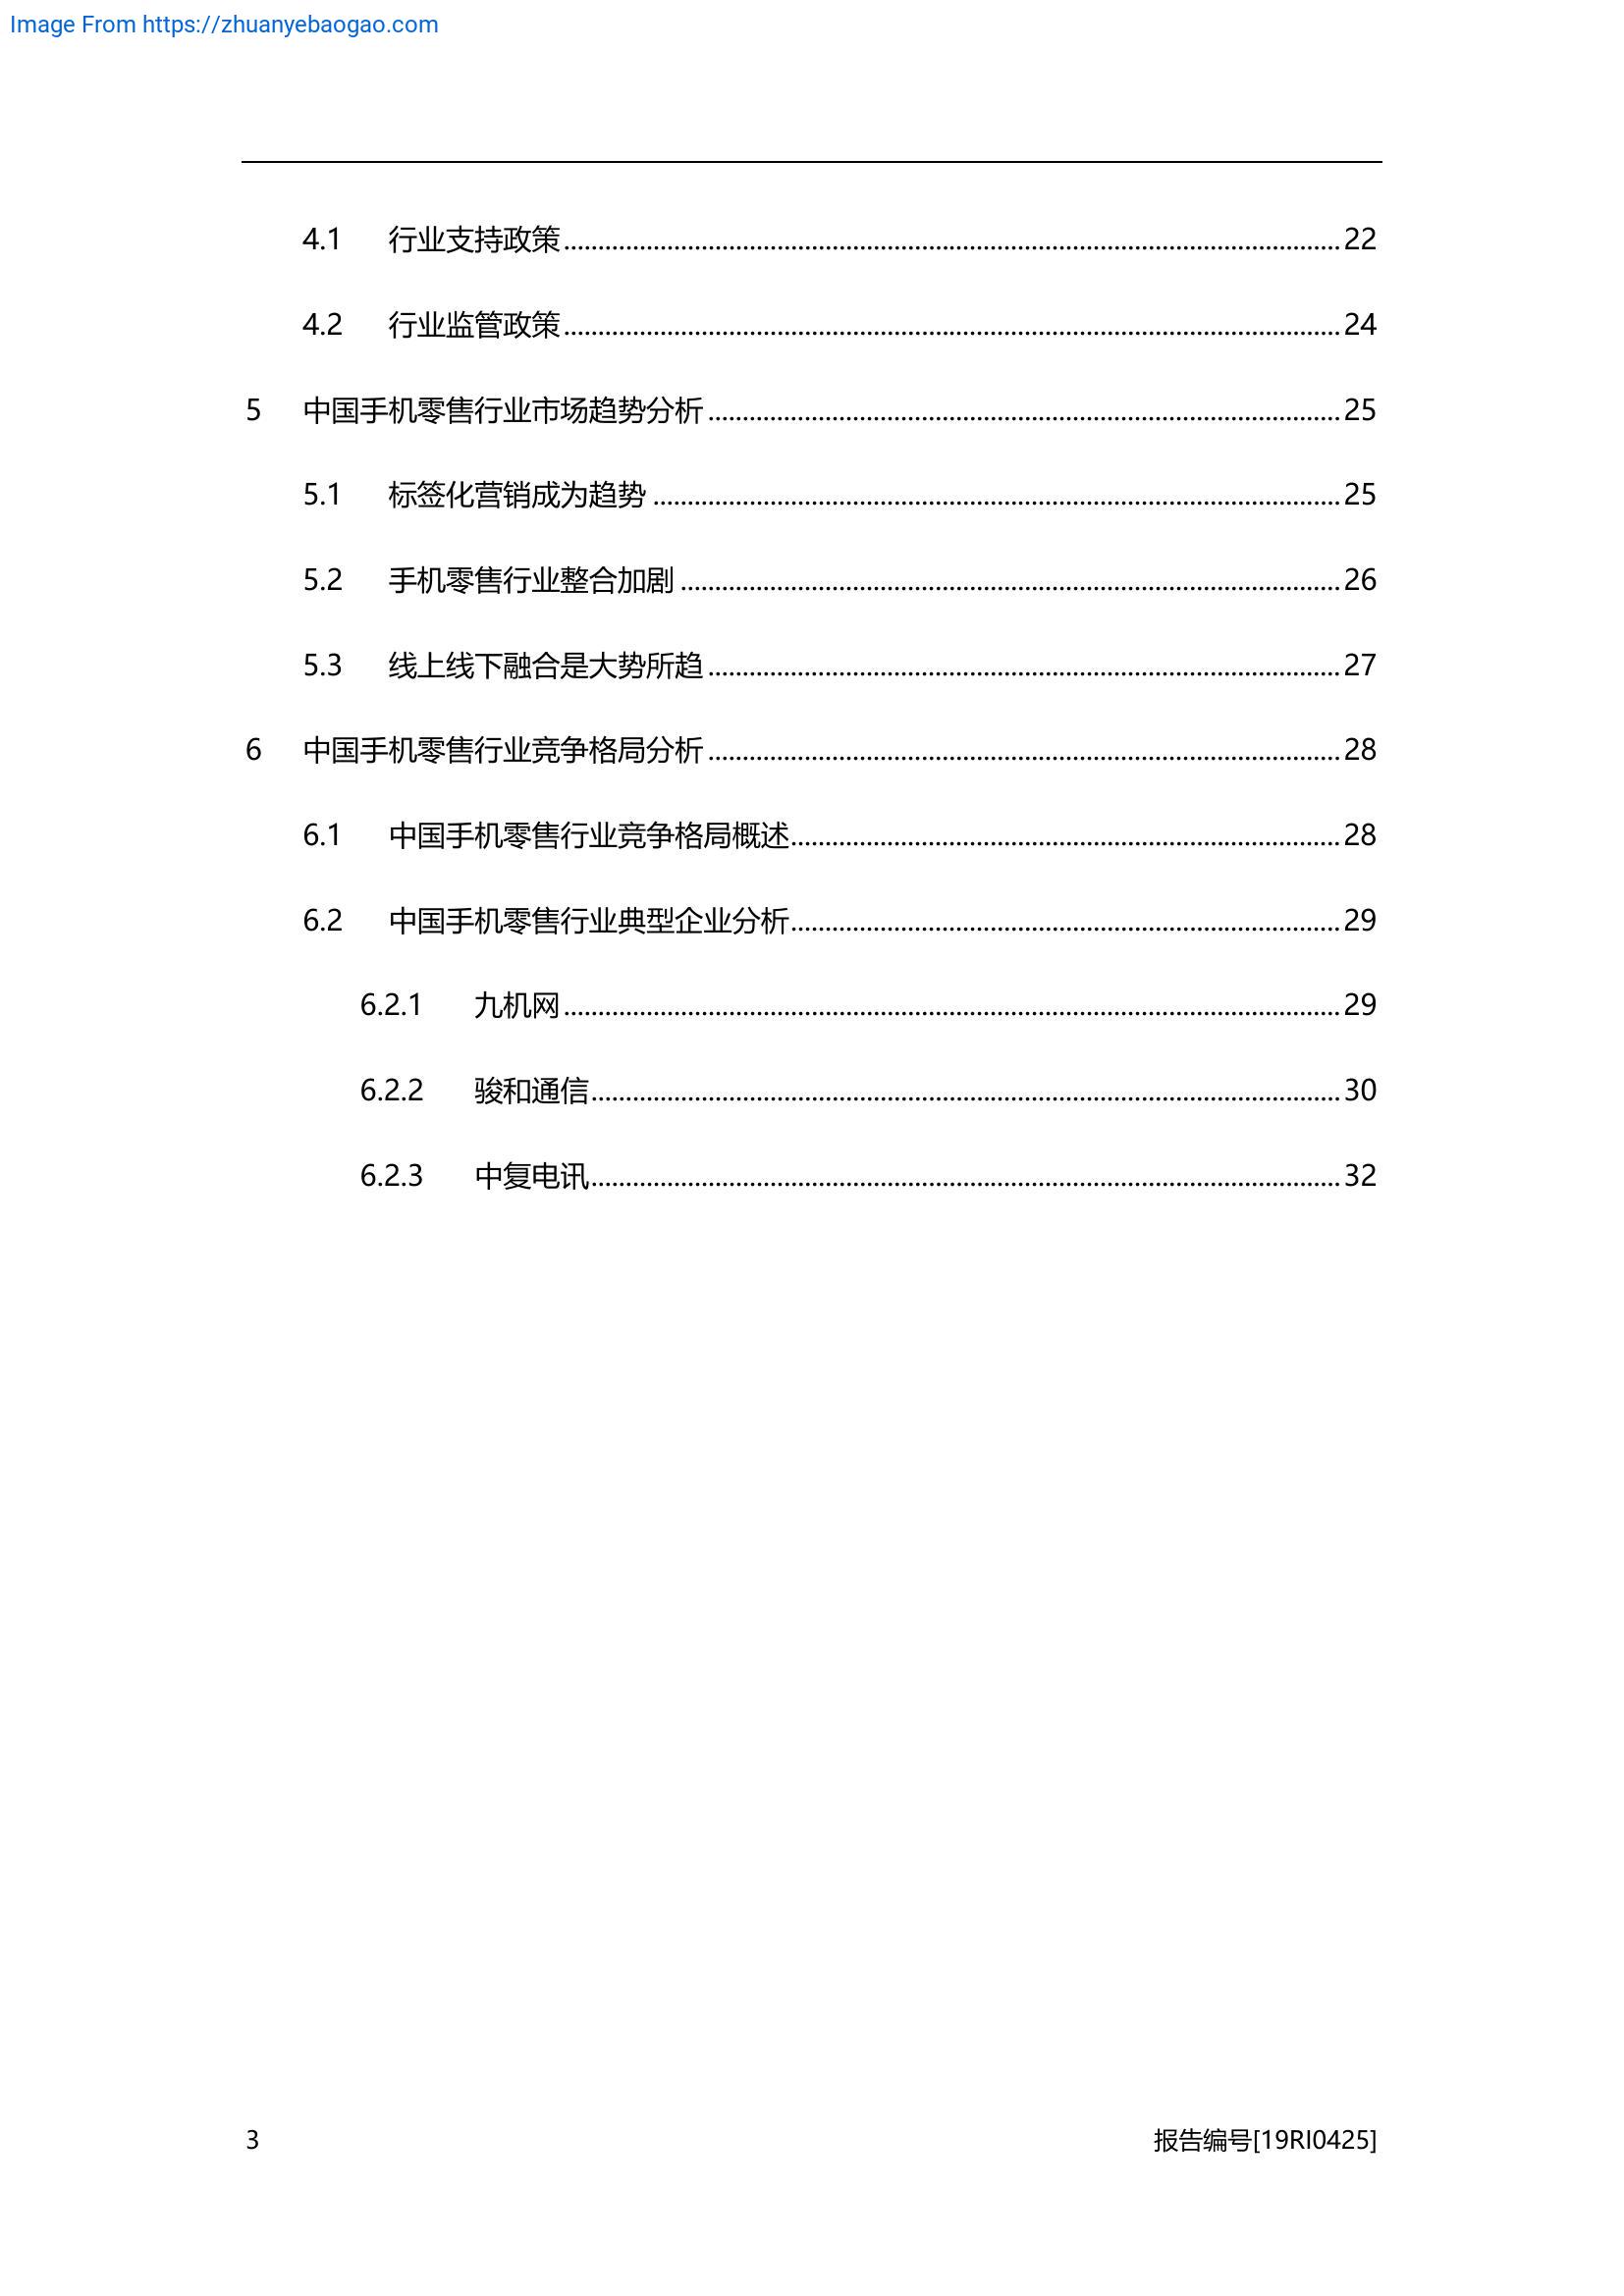 Image From https://zhuanyebaogao.com
4.1 行业支持政策 22
4.2 行业监管政策 24
5 中国手机零售行业市场趋势分析 25
5.1 标签化营销成为趋势 25
5.2 手机零售行业整合加剧 26
5.3 线上线下融合是大势所趋 27
6 中国手机零售行业竞争格局分析 28
6.1 中国手机零售行业竞争格局概述 28
6.2 中国手机零售行业典型企业分析 29
6.2.1 九机网 29
6.2.2 骏和通信 30
6.2.3 中复电讯 32
3 报告编号[19RI0425]